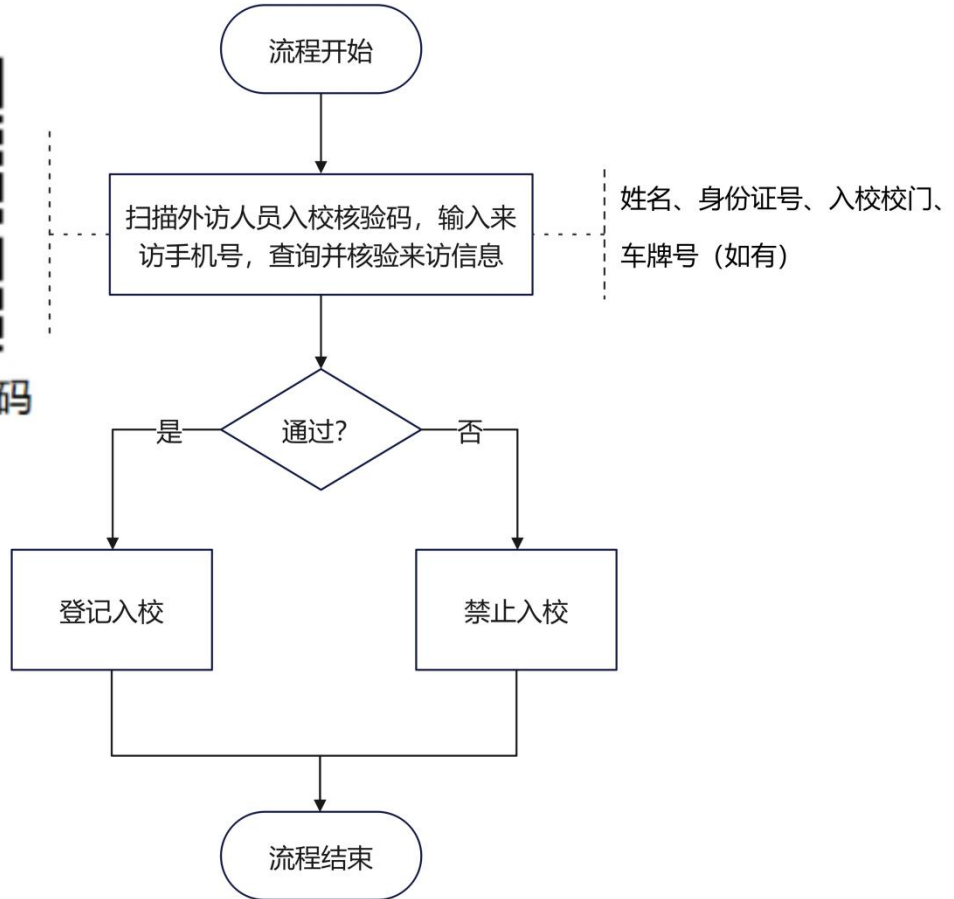 流程开始
扫描外访人员入校核验码，输入来
访手机号，查询并核验来访信息
姓名、身份证号、入校校门、
车牌号（如有）
码
通过？
是
否
登记入校
禁止入校
流程结束